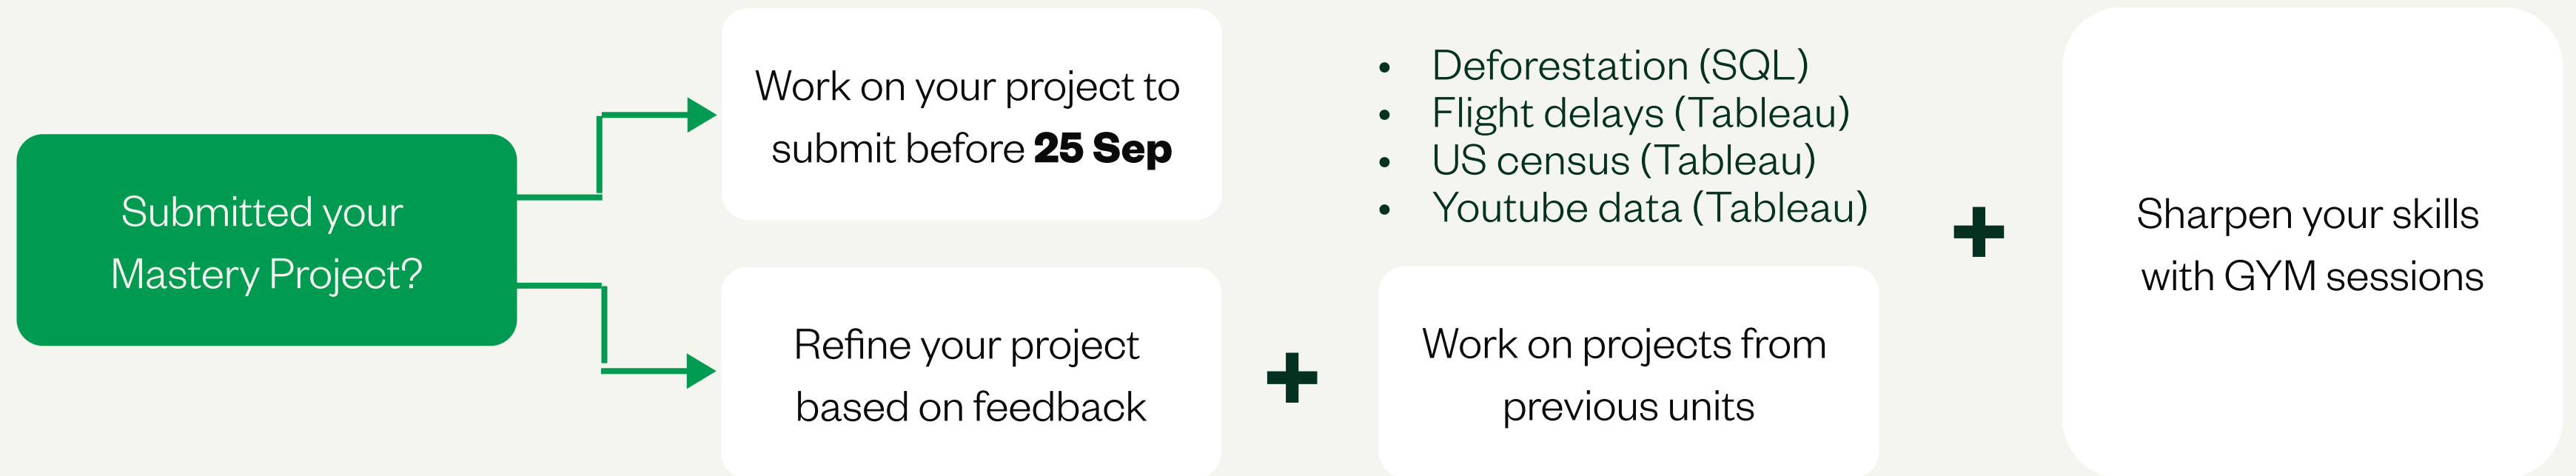 Submitted your
Mastery Project?
Work on your project to
submit before 25 Sep
Refine your project
based on feedback
+
• Deforestation (SQL)
• Flight delays (Tableau)
• US census (Tableau)
• Youtube data (Tableau)
Work on projects from
previous units
+
Sharpen your skills
with GYM sessions